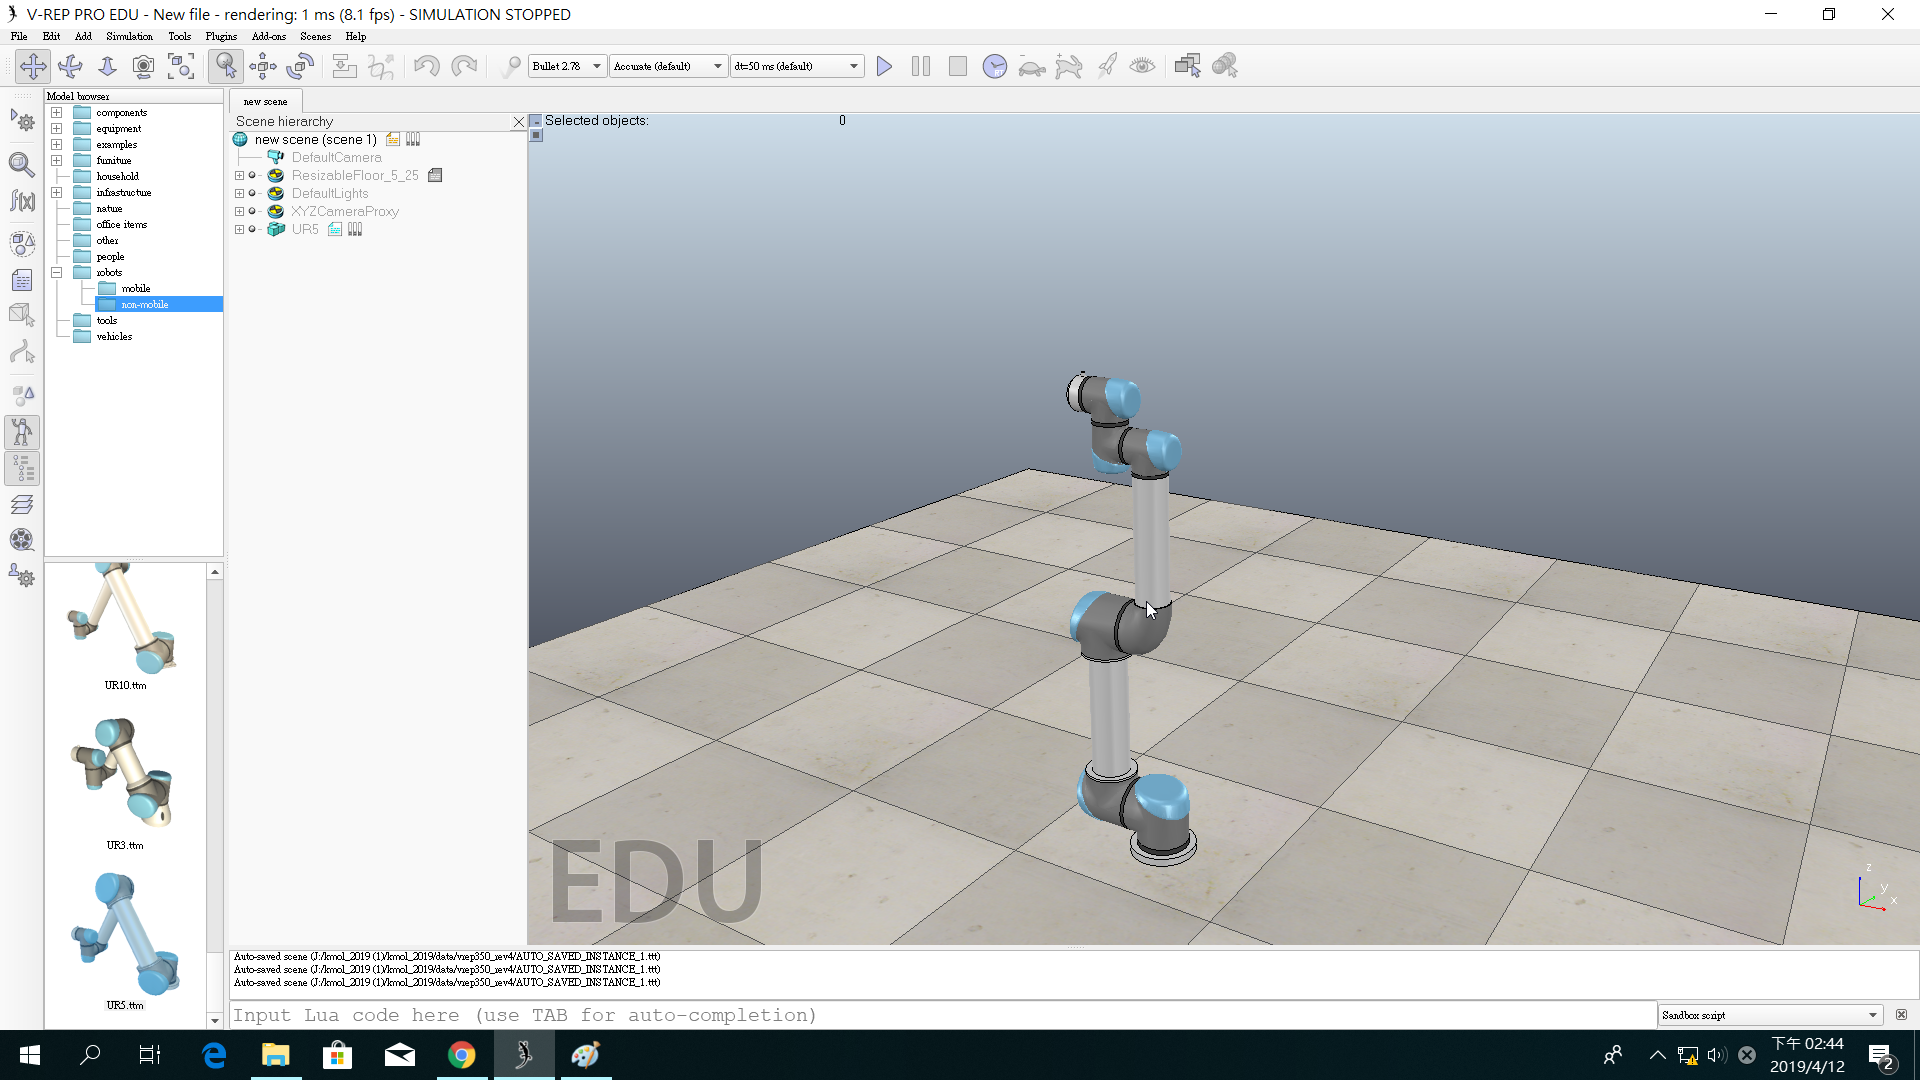 V-REP PRO EDU - New file - rendering: 1 ms (8.1 fps) - SIMULATION STOPPED
File Edit Add Simulation Tools Plugins Add-ons Scenes Help
Bullet 2.78 Accurate (default) dt=50 ms (default)
Model browser
components
equipment
examples
furniture
household
infrastructure
nature
office items
other
people
robots
mobile
non-mobile
tools
vehicles
UR10.ttm
UR3.ttm
UR5.ttm
new scene
Scene hierarchy
new scene (scene 1)
DefaultCamera
ResizableFloor_5_25
DefaultLights
XYZCameraProxy
UR5
Selected objects: 0
EDU
z
y
x
Auto-saved scene (J:/kmol_2019 (1)/kmol_2019/data/vrep350_rev4/AUTO_SAVED_INSTANCE_1.ttt)
Auto-saved scene (J:/kmol_2019 (1)/kmol_2019/data/vrep350_rev4/AUTO_SAVED_INSTANCE_1.ttt)
Auto-saved scene (J:/kmol_2019 (1)/kmol_2019/data/vrep350_rev4/AUTO_SAVED_INSTANCE_1.ttt)
Input Lua code here (use TAB for auto-completion)
Sandbox script
下午 02:44
2019/4/12
2